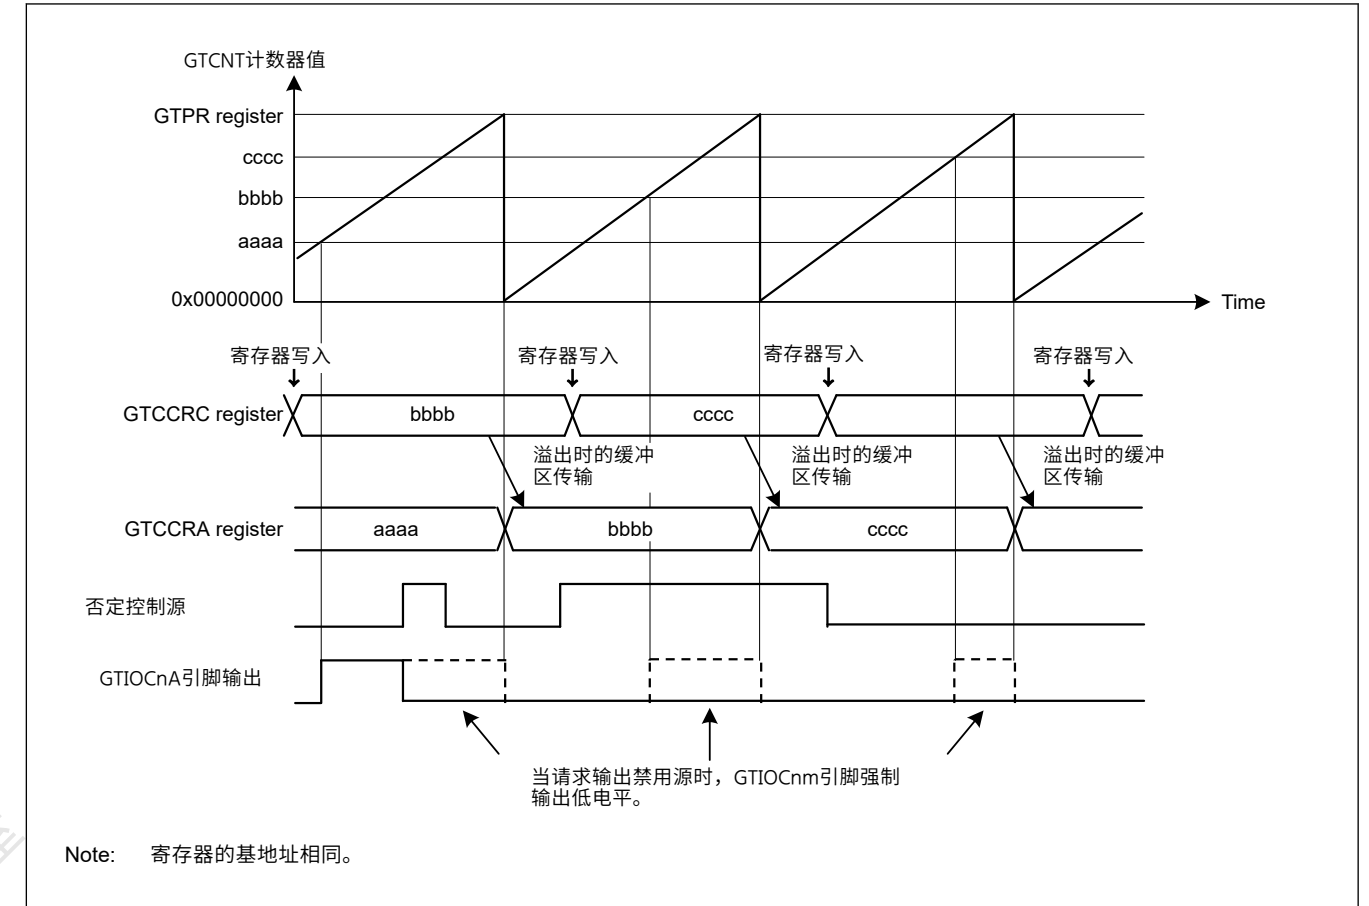 GTCNT计数器值
GTPR register
cccc
bbbb
aaaa
0x00000000
Time
寄存器写入
寄存器写入
寄存器写入
寄存器写入
GTCCRC register
bbbb
cccc
溢出时的缓冲
区传输
溢出时的缓冲
区传输
溢出时的缓冲
区传输
GTCCRA register
aaaa
bbbb
cccc
否定控制源
GTIOCnA引脚输出
当请求输出禁用源时，GTIOCnm引脚强制
输出低电平。
Note: 寄存器的基地址相同。